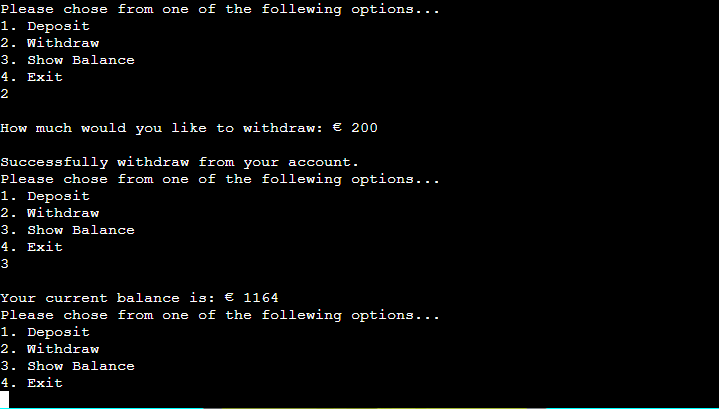 Please chose from one of the follewing options...
1. Deposit
2. Withdraw
3. Show Balance
4. Exit
2
How much would you like to withdraw: € 200
Successfully withdraw from your account.
Please chose from one of the follewing options...
1. Deposit
2. Withdraw
3. Show Balance
4. Exit
3
Your current balance is: € 1164
Please chose from one of the follewing options...
1. Deposit
2. Withdraw
3. Show Balance
4. Exit